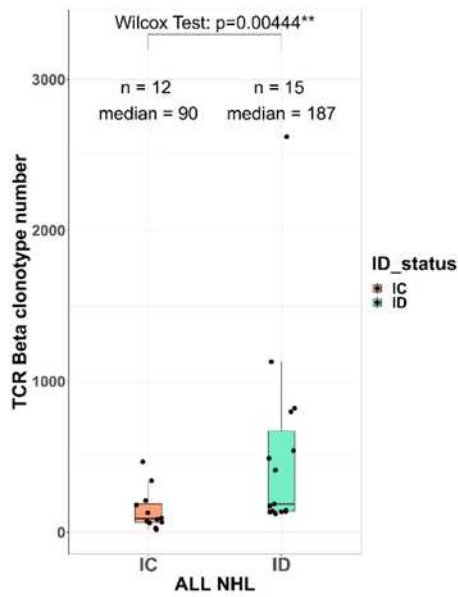 Wilcox Test: p=0.00444**
n = 12 n = 15
median = 90 median = 187
3000
2000
1000
0
TCR Beta clonotype number
IC ID
ALL NHL
ID_status
IC
ID